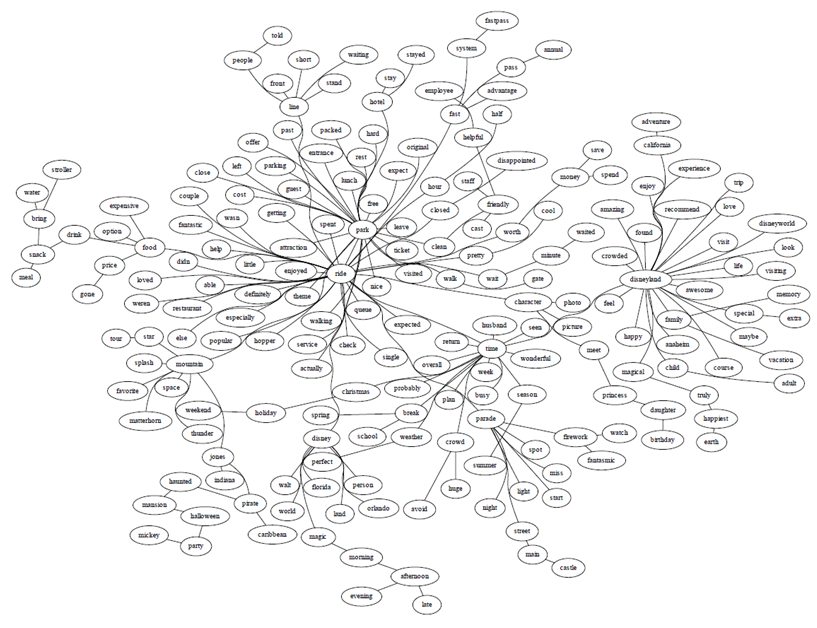 fastpass
told
system
people
short
waiting
stayed
annual
pass
front
stand
stay
employee
advantage
line
hotel
fast
half
adventure
past
packed
hard
helpful
california
offer
original
save
entrance
rest
disappointed
left
parking
expect
experience
stroller
close
lunch
money
spend
enjoy
trip
water
couple
cost
guest
free
hour
staff
expensive
getting
closed
friendly
cool
amazing
recommend
love
bring
fantastic
wasn
spent
park
leave
cast
worth
waited
found
disneyworld
drink
option
food
help
attraction
ticket
clean
pretty
minute
crowded
visit
look
snack
price
didn
little
enjoyed
ride
visited
walk
wait
gate
disneyland
life
visiting
meal
gone
loved
able
nice
awesome
memory
weren
restaurant
definitely
theme
queue
character
photo
feel
family
special
extra
especially
walking
expected
husband
seen
picture
happy
anaheim
maybe
tour
star
else
popular
hopper
service
check
return
time
meet
splash
mountain
actually
single
overall
week
wonderful
magical
child
course
vacation
favorite
space
christmas
probably
plan
busy
season
princess
truly
adult
matterhorn
weekend
holiday
spring
break
parade
daughter
happiest
thunder
disney
school
weather
crowd
spot
firework
watch
birthday
earth
jones
perfect
summer
miss
fantasmic
haunted
indiana
walt
florida
person
huge
light
start
mansion
halloween
pirate
world
land
orlando
avoid
night
mickey
party
caribbean
magic
street
morning
main
castle
afternoon
evening
late